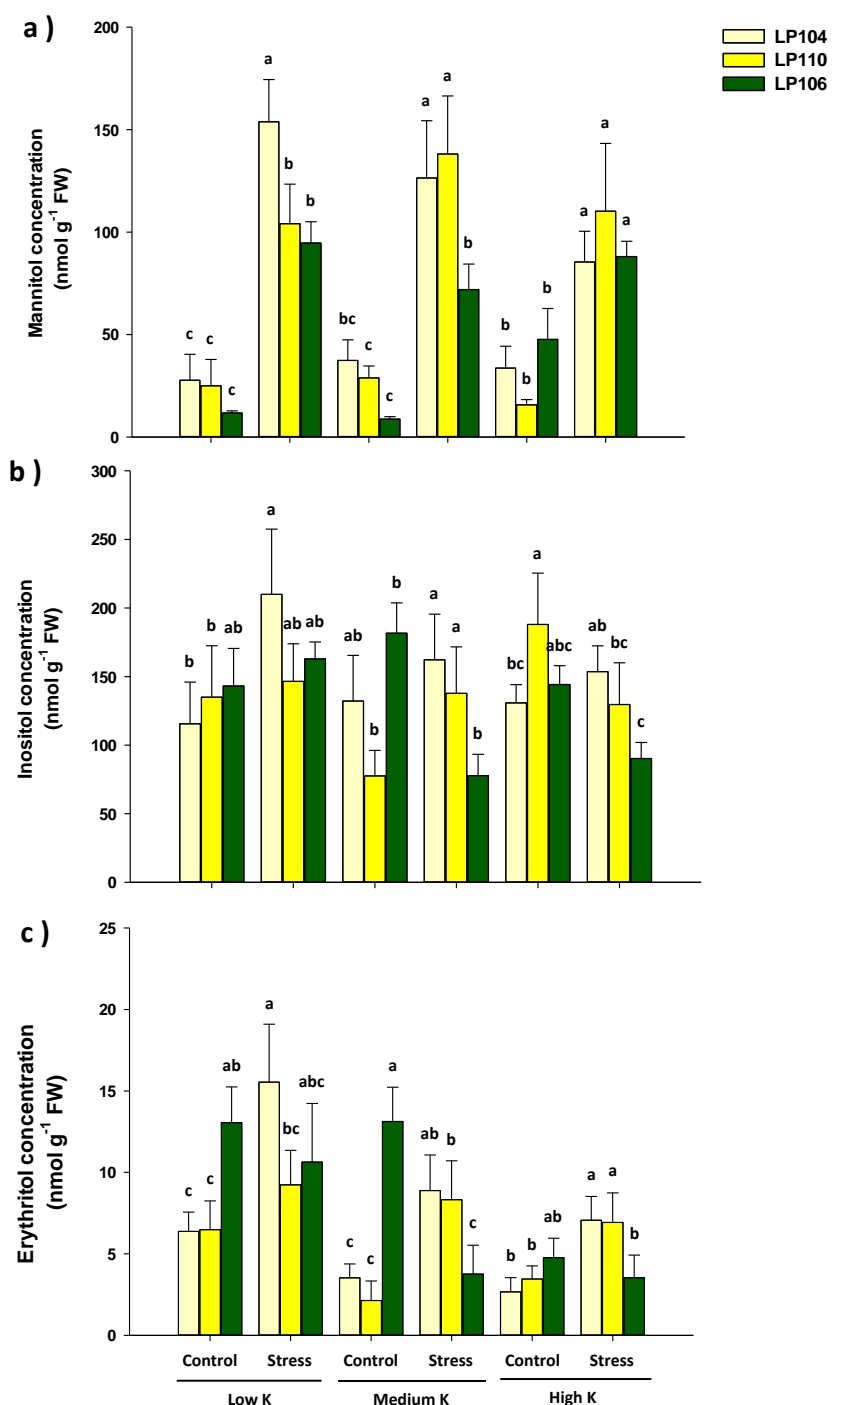 a )
LP104
LP110
LP106
Mannitol concentration
(nmol g⁻¹ FW)
200
150
100
50
0
c c c
a b b
bc c c
a a b
b b b
a a a
b )
Inositol concentration
(nmol g⁻¹ FW)
300
250
200
150
100
50
0
b b ab
a ab ab
ab b b
a a b
bc a abc
ab bc c
c )
Erythritol concentration
(nmol g⁻¹ FW)
25
20
15
10
5
0
c c ab
a bc abc
c c a
ab b c
b b ab
a a b
Control Stress Control Stress Control Stress
Low K Medium K High K